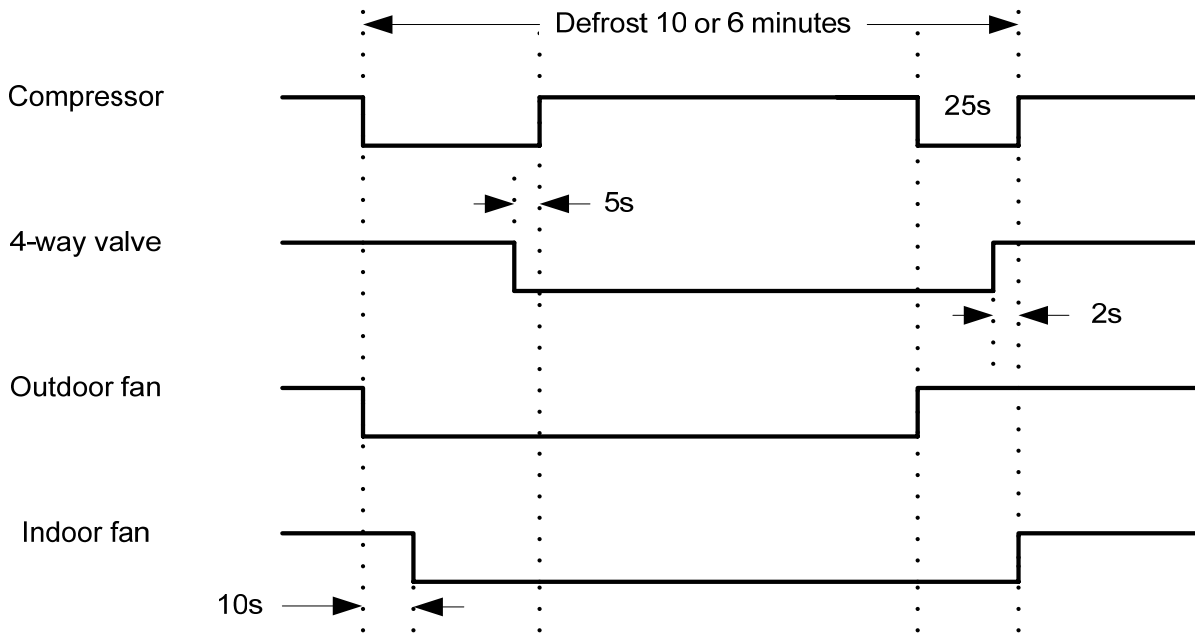 Defrost 10 or 6 minutes
Compressor
25s
5s
4-way valve
2s
Outdoor fan
Indoor fan
10s